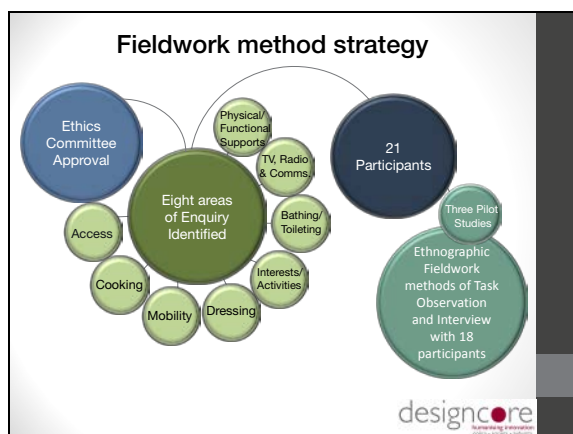 Fieldwork method strategy
Ethics
Committee
Approval
Eight areas
of Enquiry
Identified
Physical/
Functional
Supports
TV, Radio
& Comms.
Bathing/
Toileting
Interests/
Activities
Dressing
Mobility
Cooking
Access
21
Participants
Three Pilot
Studies
Ethnographic
Fieldwork
methods of Task
Observation
and Interview
with 18
participants
designcore
humanising innovation